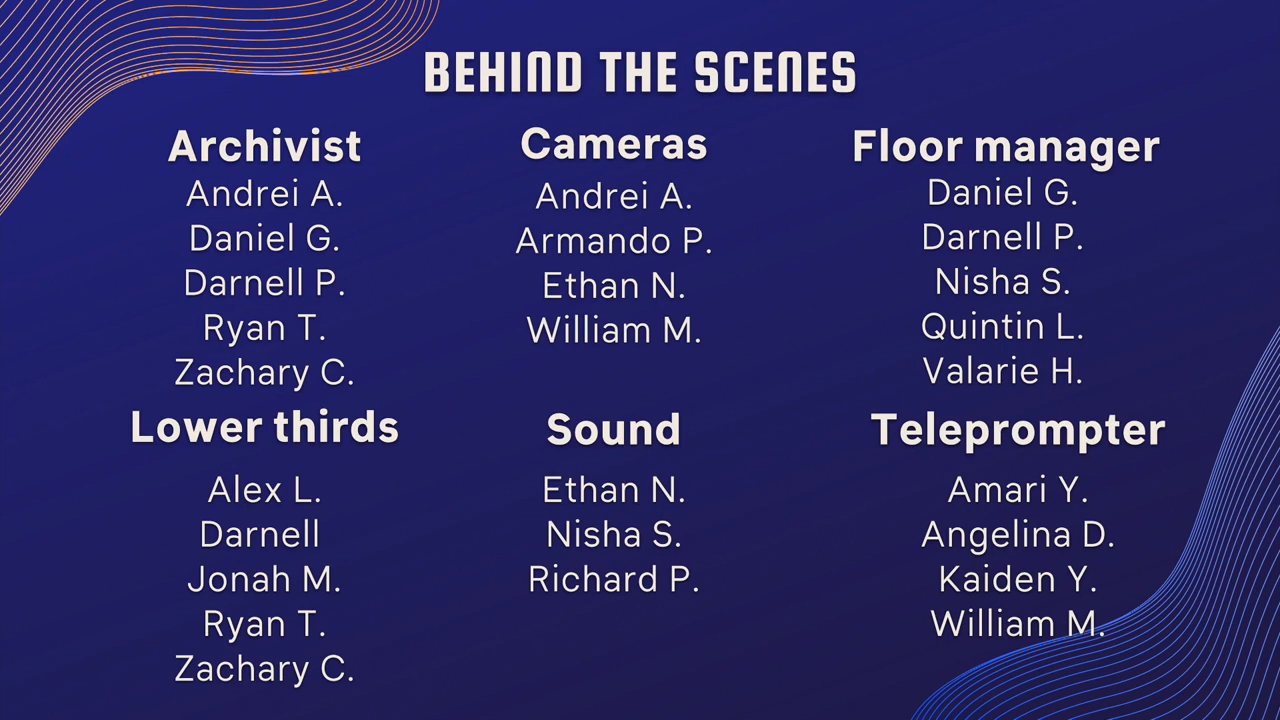 BEHIND THE SCENES
Archivist
Andrei A.
Daniel G.
Darnell P.
Ryan T.
Zachary C.
Cameras
Andrei A.
Armando P.
Ethan N.
William M.
Floor manager
Daniel G.
Darnell P.
Nisha S.
Quintin L.
Valarie H.
Lower thirds
Alex L.
Darnell
Jonah M.
Ryan T.
Zachary C.
Sound
Ethan N.
Nisha S.
Richard P.
Teleprompter
Amari Y.
Angelina D.
Kaiden Y.
William M.